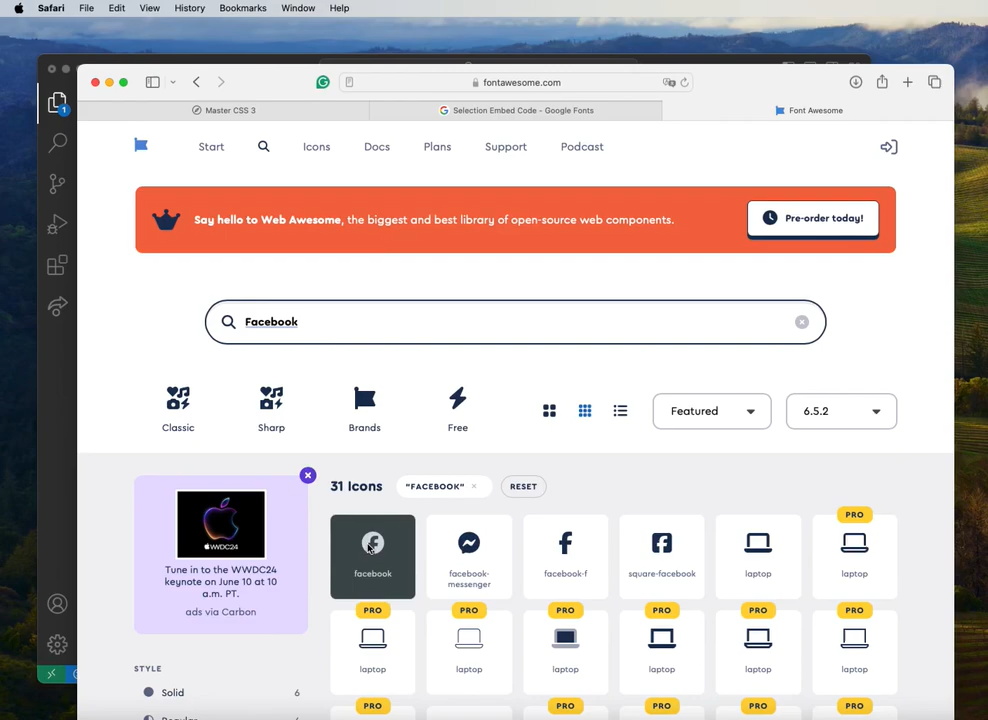 Safari File Edit View History Bookmarks Window Help
fontawesome.com
Master CSS 3
Selection Embed Code - Google Fonts
Font Awesome
1
Start Icons Docs Plans Support Podcast
Say hello to Web Awesome, the biggest and best library of open-source web components.
Pre-order today!
Facebook
Classic Sharp Brands Free
Featured
6.5.2
31 Icons
"FACEBOOK" ×
RESET
WWDC24
Tune in to the WWDC24
keynote on June 10 at 10
a.m. PT.
ads via Carbon
PRO
facebook
facebook-
messenger
facebook-f
square-facebook
laptop
laptop
PRO PRO PRO PRO PRO PRO
laptop laptop laptop laptop laptop laptop
PRO PRO PRO PRO PRO PRO
STYLE
Solid 6